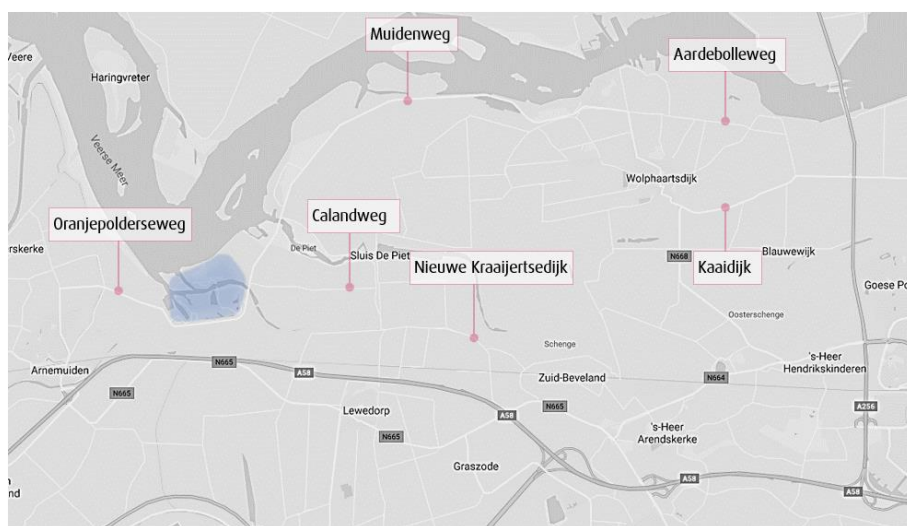 Muidenweg
Aardebolleweg
Veere
Haringvreter
Veerse Meer
Wolphaartsdijk
Oranjepolderseweg
Calandweg
erskerke
De Piet
Sluis De Piet
Nieuwe Kraaijertsedijk
N668
Blauwewijk
Kaaidijk
Goese Po
Oosterschenge
Schenge
's-Heer
Hendrikskinderen
Arnemuiden
N665
A58
Zuid-Beveland
N664
N665
N665
A256
Lewedorp
A58
's-Heer
Arendskerke
N665
Graszode
A58
A58
n
nd